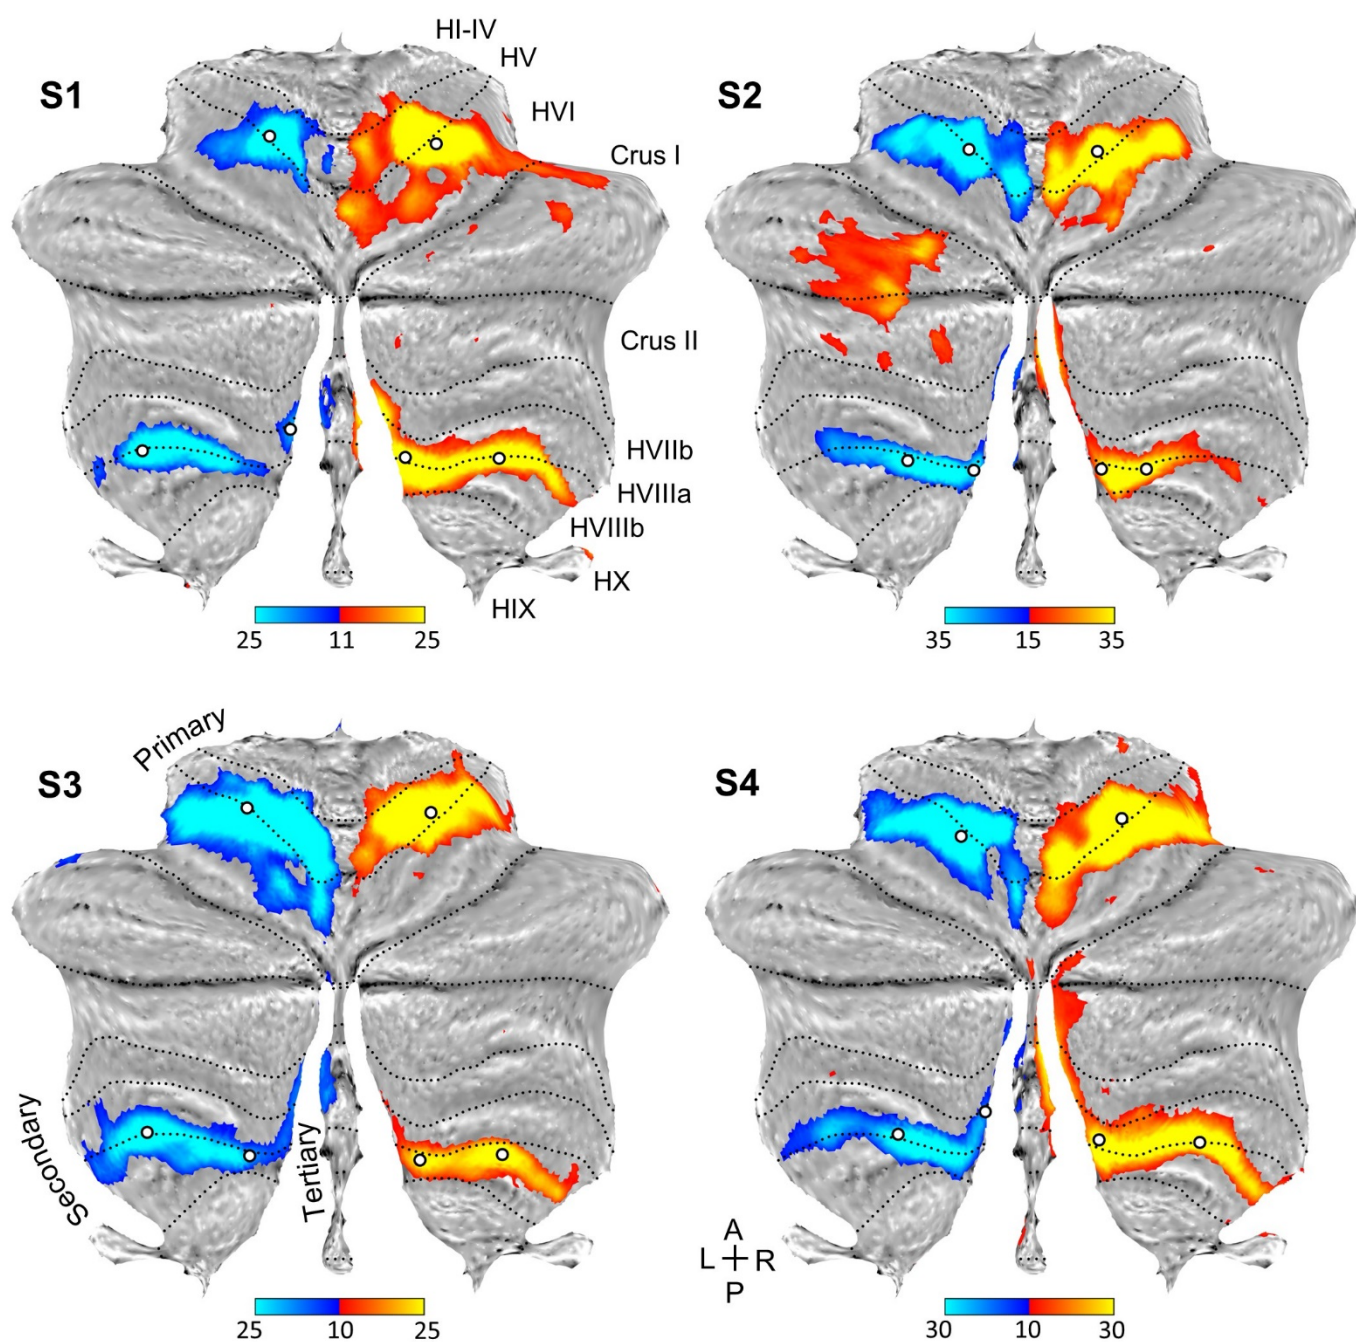 S1
HI-IV
HV
HVI
Crus I
Crus II
HVIIb
HVIIIa
HVIIIb
HX
HIX
25 11 25
S2
35 15 35
S3
Primary
Secondary
Tertiary
25 10 25
S4
A
L R
P
30 10 30